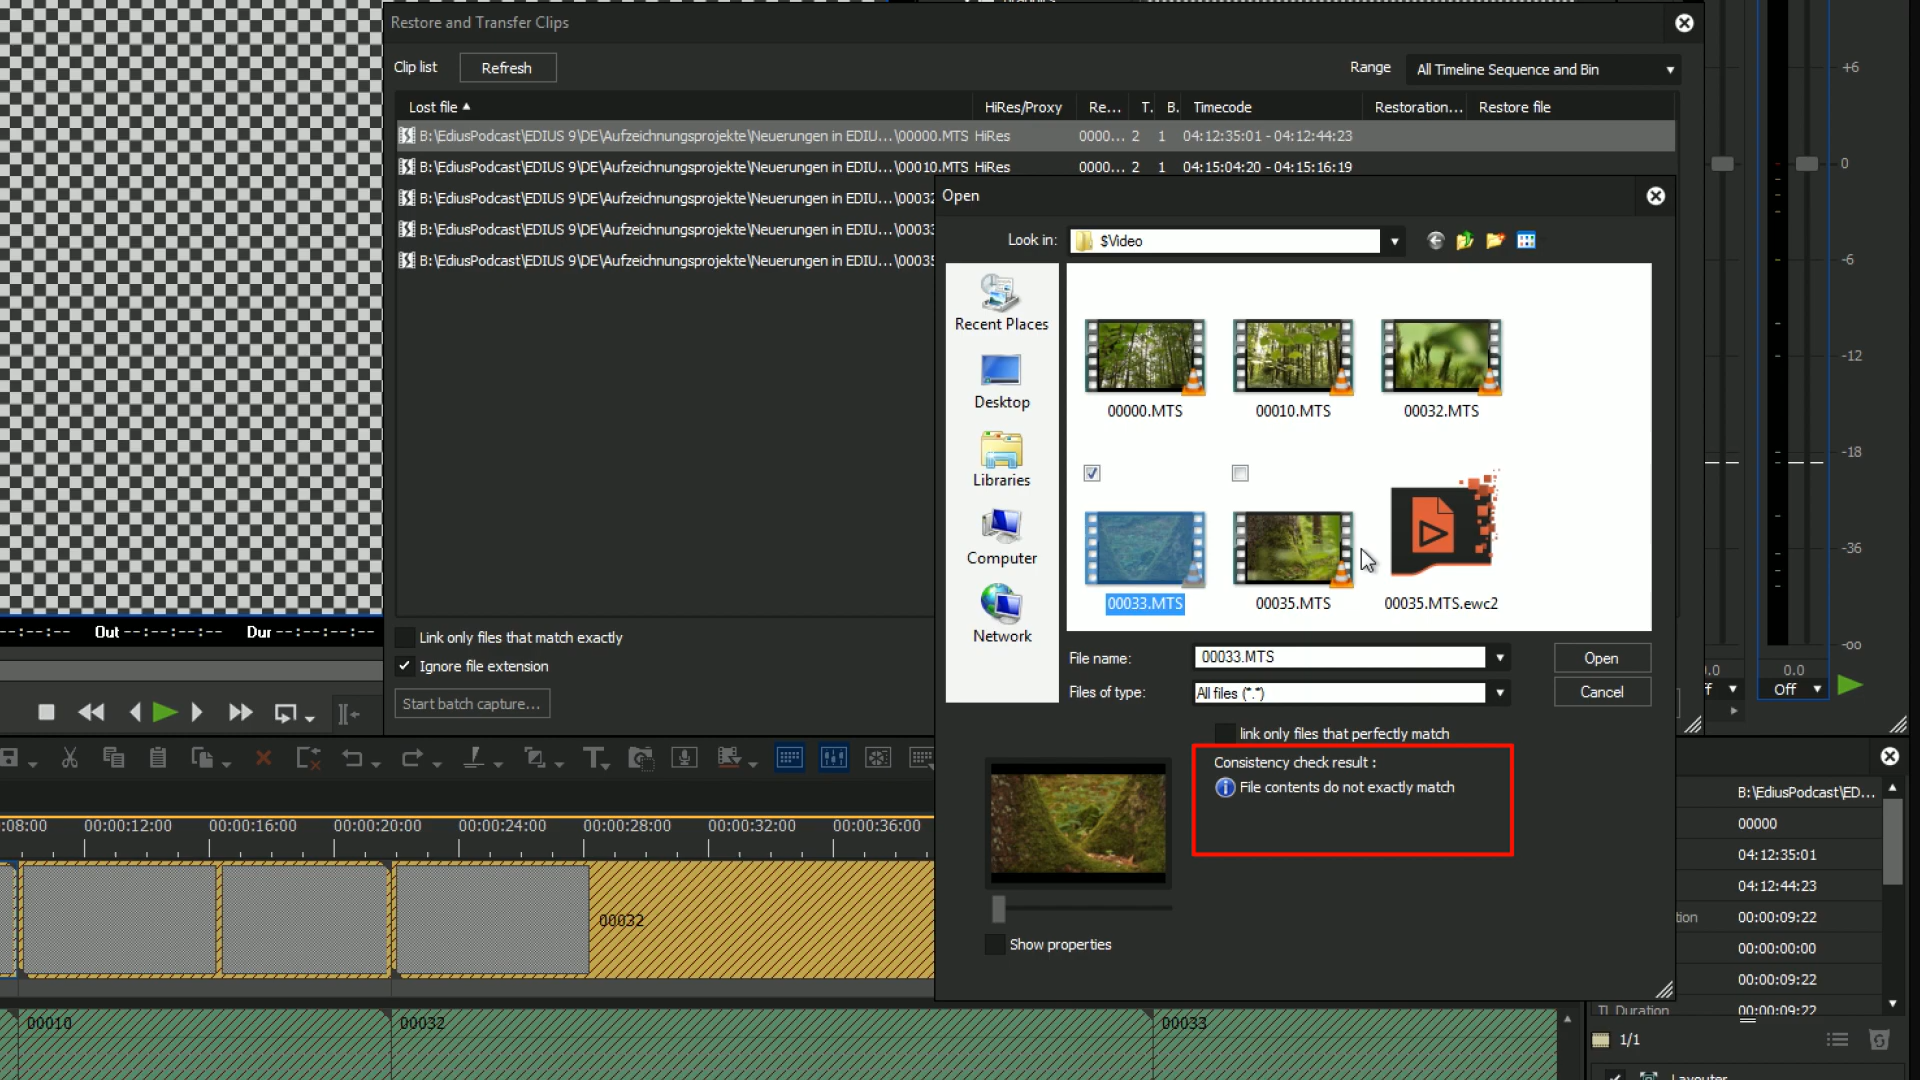 Restore and Transfer Clips
Clip list
Refresh
Range
All Timeline Sequence and Bin
Lost file
HiRes/Proxy
Re...
T.
B.
Timecode
Restoration...
Restore file
B:\EdiusPodcast\EDIUS 9\DE\Aufzeichnungsprojekte\Neuerungen in EDIU...\00000.MTS HiRes 0000... 2 1 04:12:35:01 - 04:12:44:23
B:\EdiusPodcast\EDIUS 9\DE\Aufzeichnungsprojekte\Neuerungen in EDIU...\00010.MTS HiRes 0000... 2 1 04:15:04:20 - 04:15:16:19
B:\EdiusPodcast\EDIUS 9\DE\Aufzeichnungsprojekte\Neuerungen in EDIU...\00032
B:\EdiusPodcast\EDIUS 9\DE\Aufzeichnungsprojekte\Neuerungen in EDIU...\00033
B:\EdiusPodcast\EDIUS 9\DE\Aufzeichnungsprojekte\Neuerungen in EDIU...\00035
Open
Look in:
$Video
Recent Places
Desktop
Libraries
Computer
Network
00000.MTS
00010.MTS
00032.MTS
00033.MTS
00035.MTS
00035.MTS.ewc2
File name:
00033.MTS
Open
Files of type:
All files (*.*)
Cancel
link only files that perfectly match
Consistency check result :
File contents do not exactly match
Show properties
Link only files that match exactly
Ignore file extension
Start batch capture...
--:--:-- Out --:--:--:-- Dur --:--:--:--
+6
0
-6
-12
-18
-36
-oo
0.0
Off
:08:00 00:00:12:00 00:00:16:00 00:00:20:00 00:00:24:00 00:00:28:00 00:00:32:00 00:00:36:00
00032
00010
00032
00033
B:\EdiusPodcast\ED...
00000
04:12:35:01
04:12:44:23
tion 00:00:09:22
00:00:00:00
00:00:09:22
TL Duration 00:00:09:22
1/1
Layouter